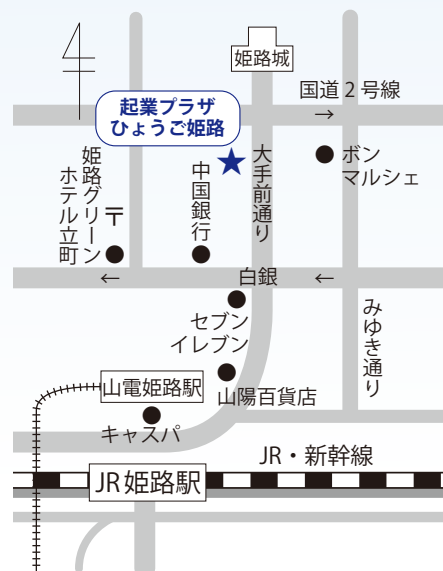 姫路城
国道2号線
→
起業プラザ
ひょうご姫路
大手前通り
ボン
マルシェ
中国銀行
姫路グリーン
ホテル立町
〒
←
白銀
←
セブン
イレブン
みゆき通り
山電姫路駅
山陽百貨店
キャスパ
JR・新幹線
JR姫路駅